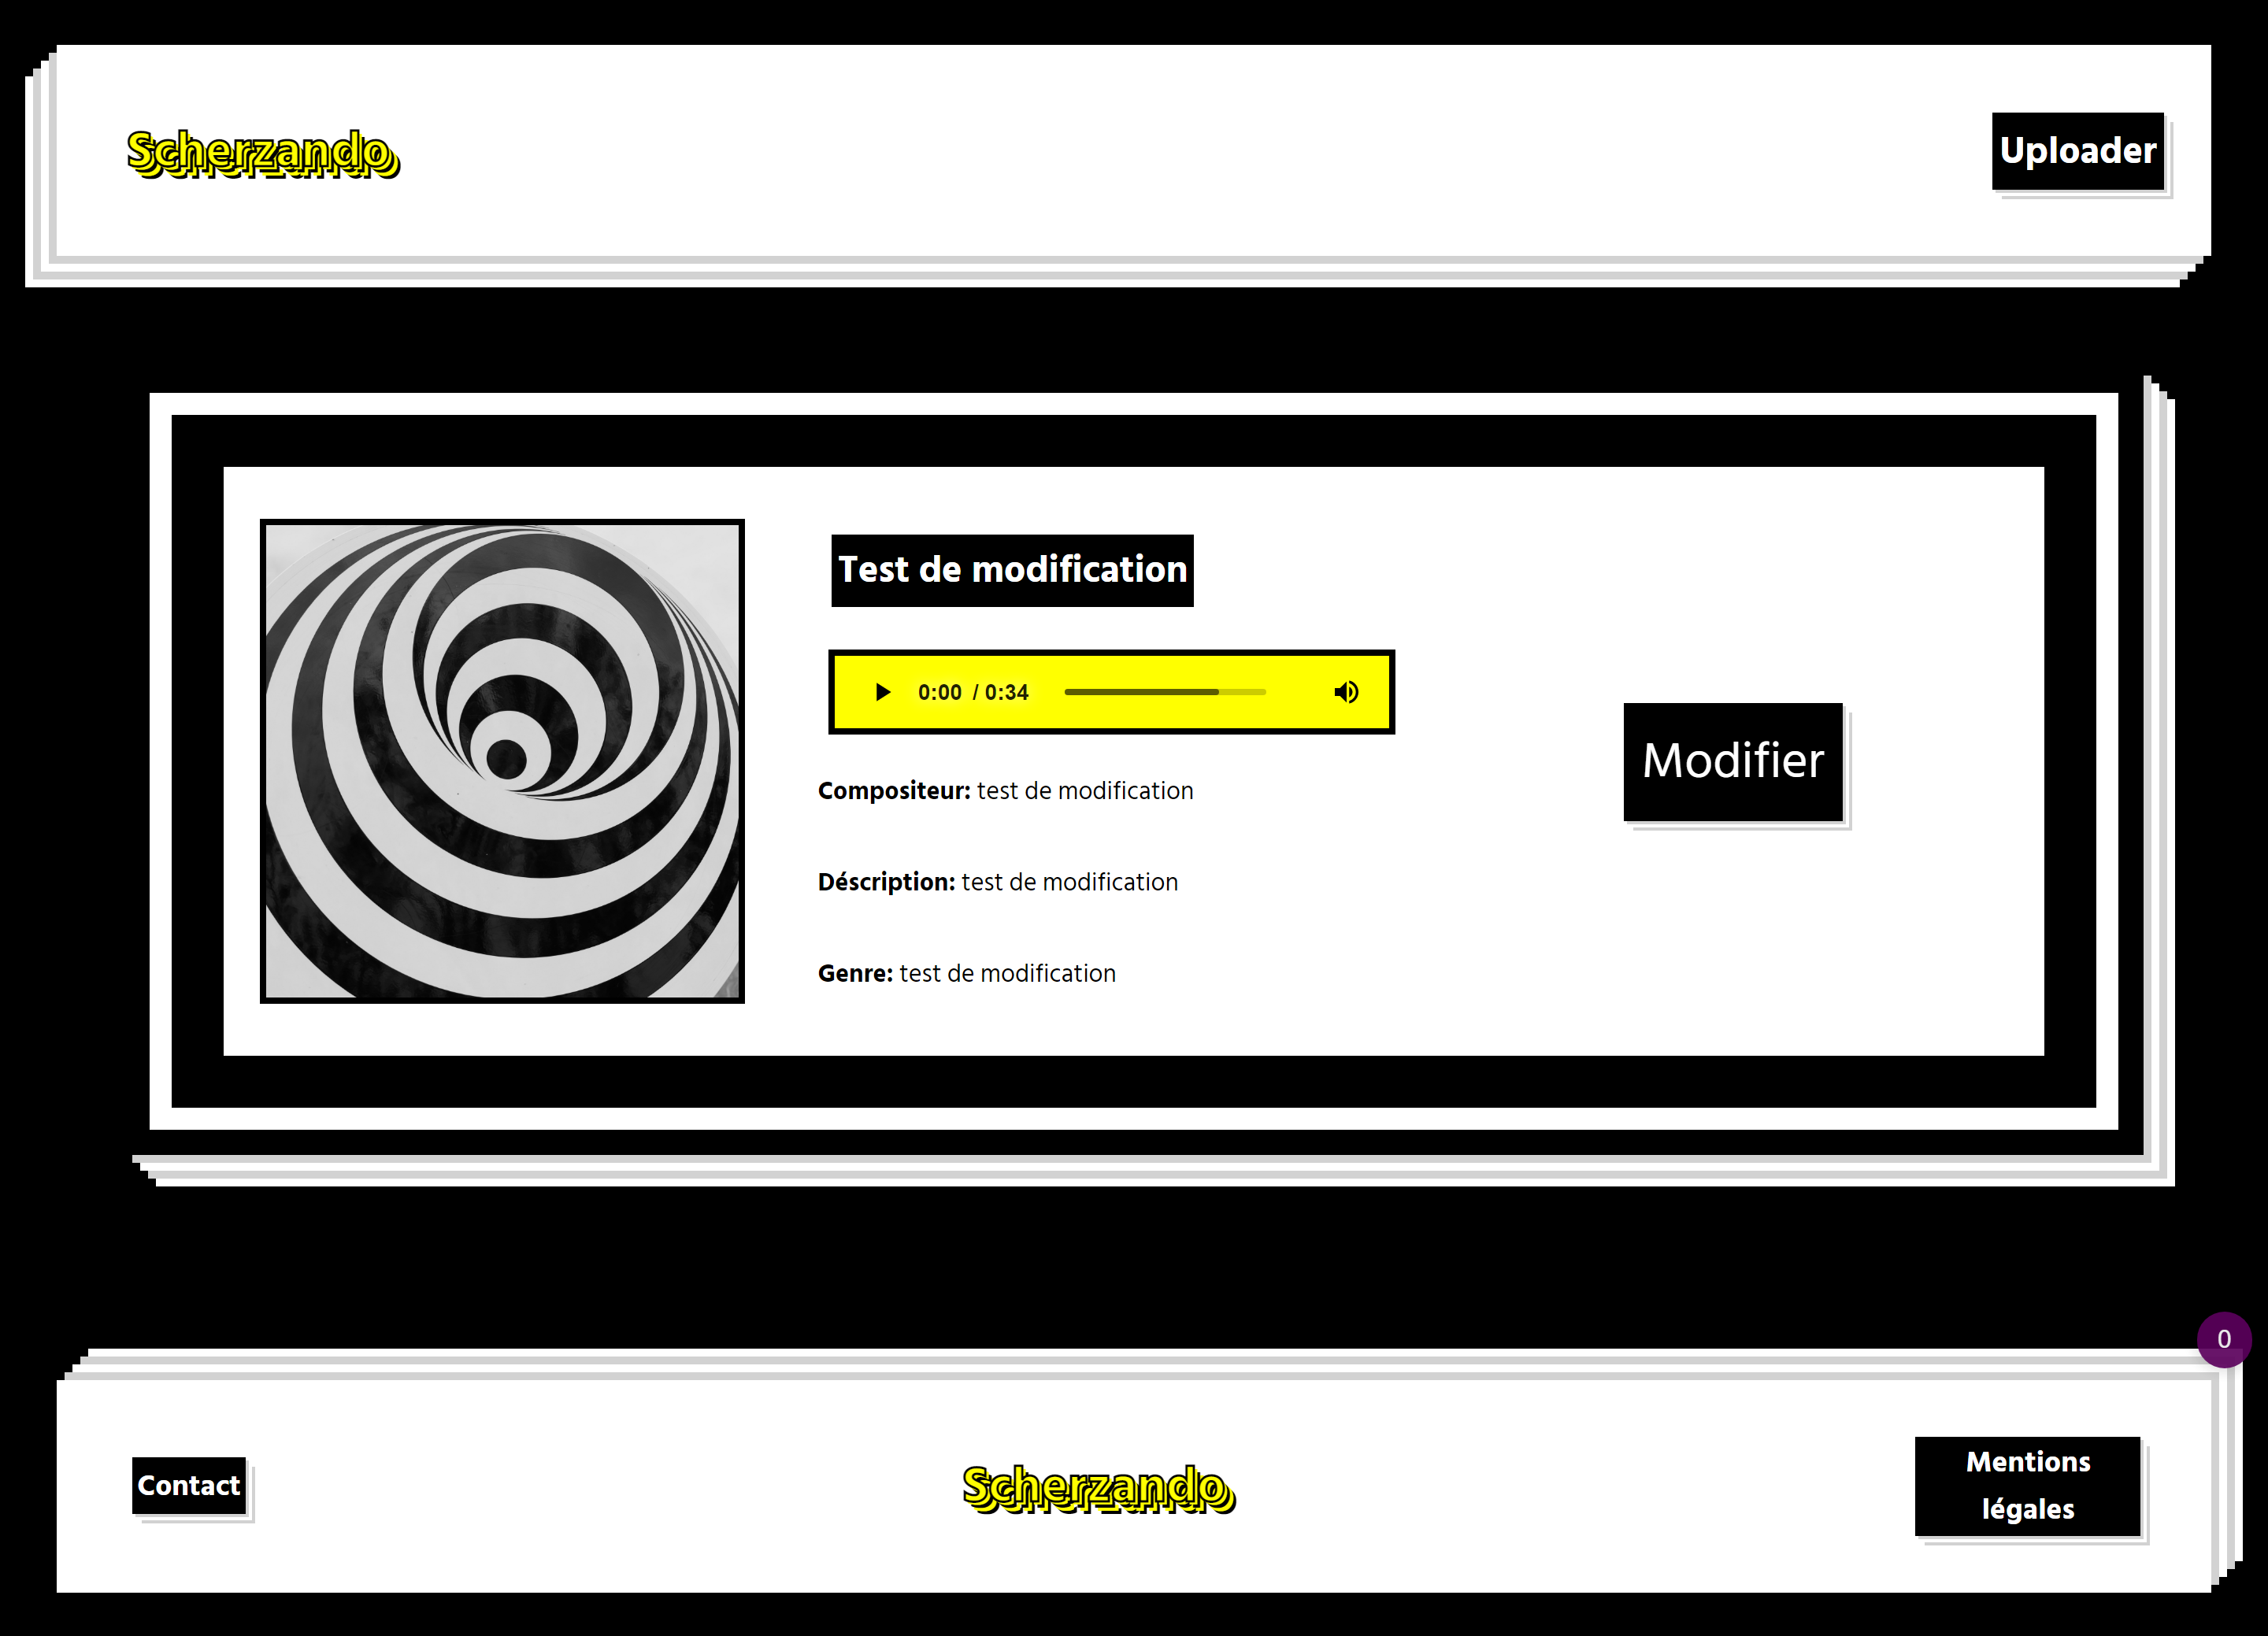 Scherzando
Uploader
Test de modification
0:00 / 0:34
Compositeur: test de modification
Modifier
Déscription: test de modification
Genre: test de modification
0
Contact
Scherzando
Mentions
légales